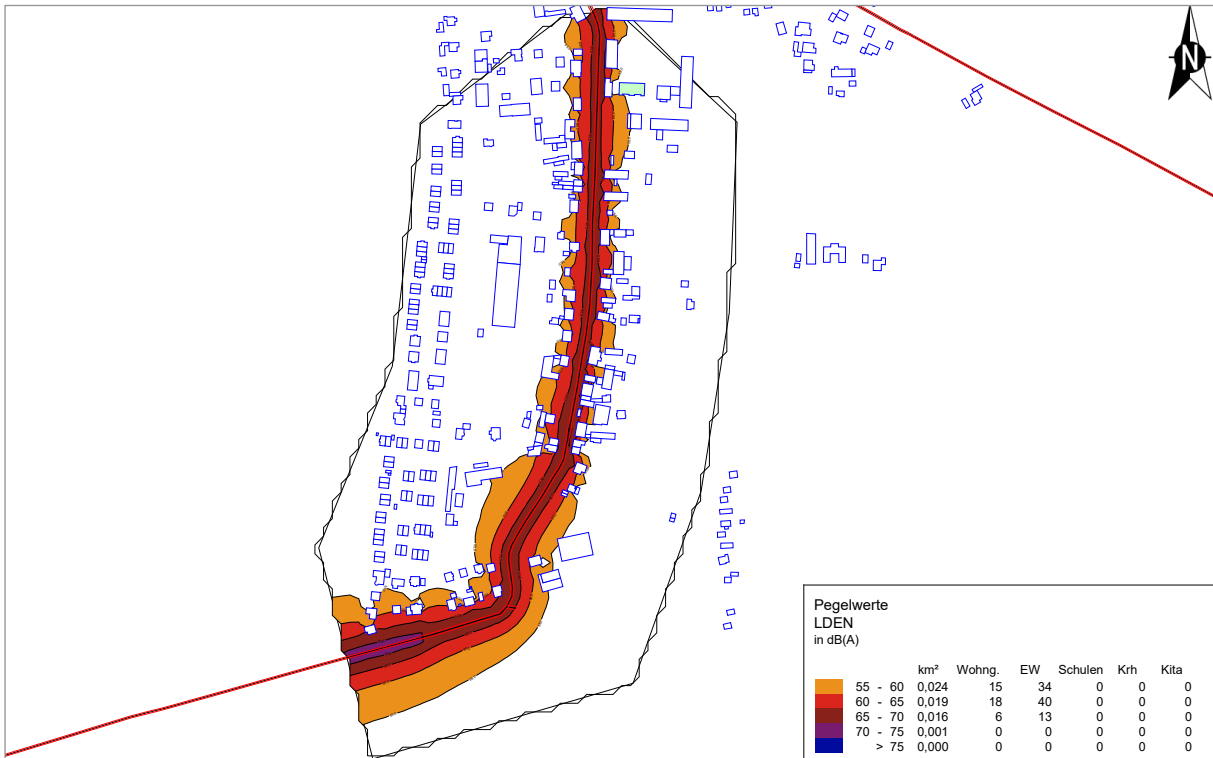 N
Pegelwerte
LDEN
in dB(A)
km² Wohng. EW Schulen Krh Kita
55 - 60 0,024 15 34 0 0 0
60 - 65 0,019 18 40 0 0 0
65 - 70 0,016 6 13 0 0 0
70 - 75 0,001 0 0 0 0 0
> 75 0,000 0 0 0 0 0